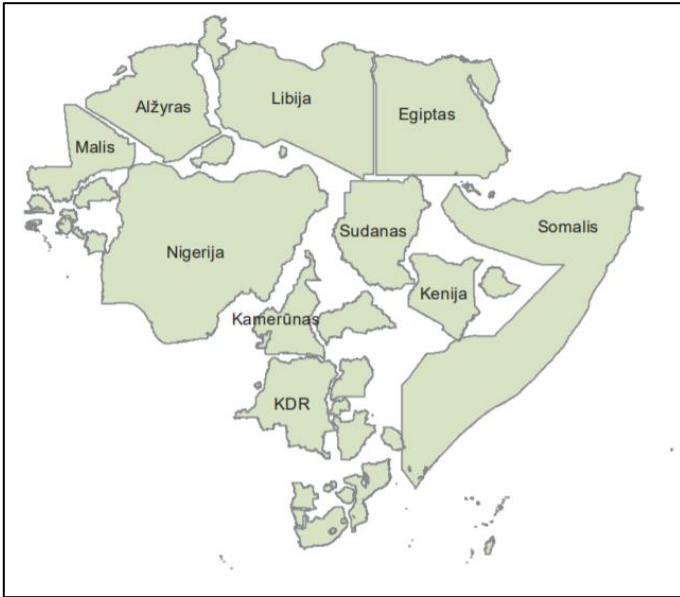 Libija
Alžyras
Egiptas
Malis
Somalis
Sudanas
Nigerija
Kenija
Kamerūnas
KDR